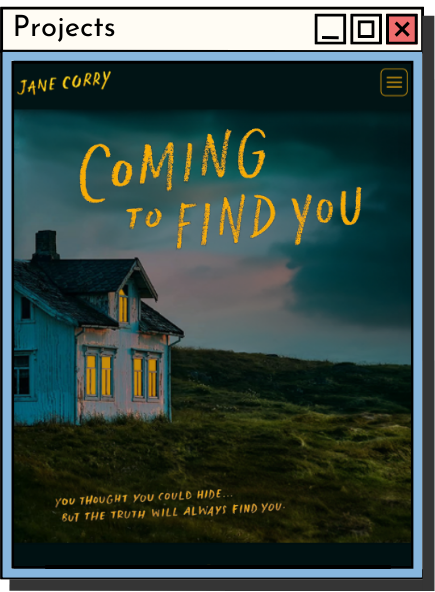 Projects
JANE CORRY
COMING
TO FIND YOU
YOU THOUGHT YOU COULD HIDE...
BUT THE TRUTH WILL ALWAYS FIND YOU.